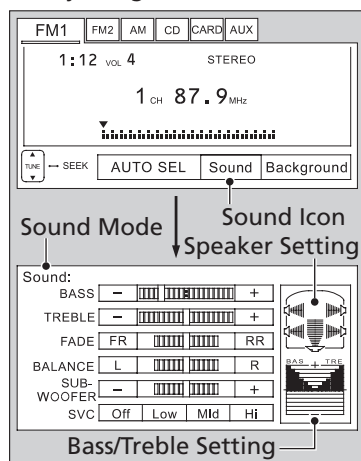 FM1 FM2 AM CD CARD AUX
1:12 VOL 4 STEREO
1 CH 87.9 MHz
TUNE SEEK AUTO SEL Sound Background
Sound Mode
Sound Icon
Speaker Setting
Sound:
BASS - +
TREBLE - +
FADE FR RR
BALANCE L R
SUB-
WOOFER - +
SVC Off Low Mid Hi
BAS + TRE
Bass/Treble Setting